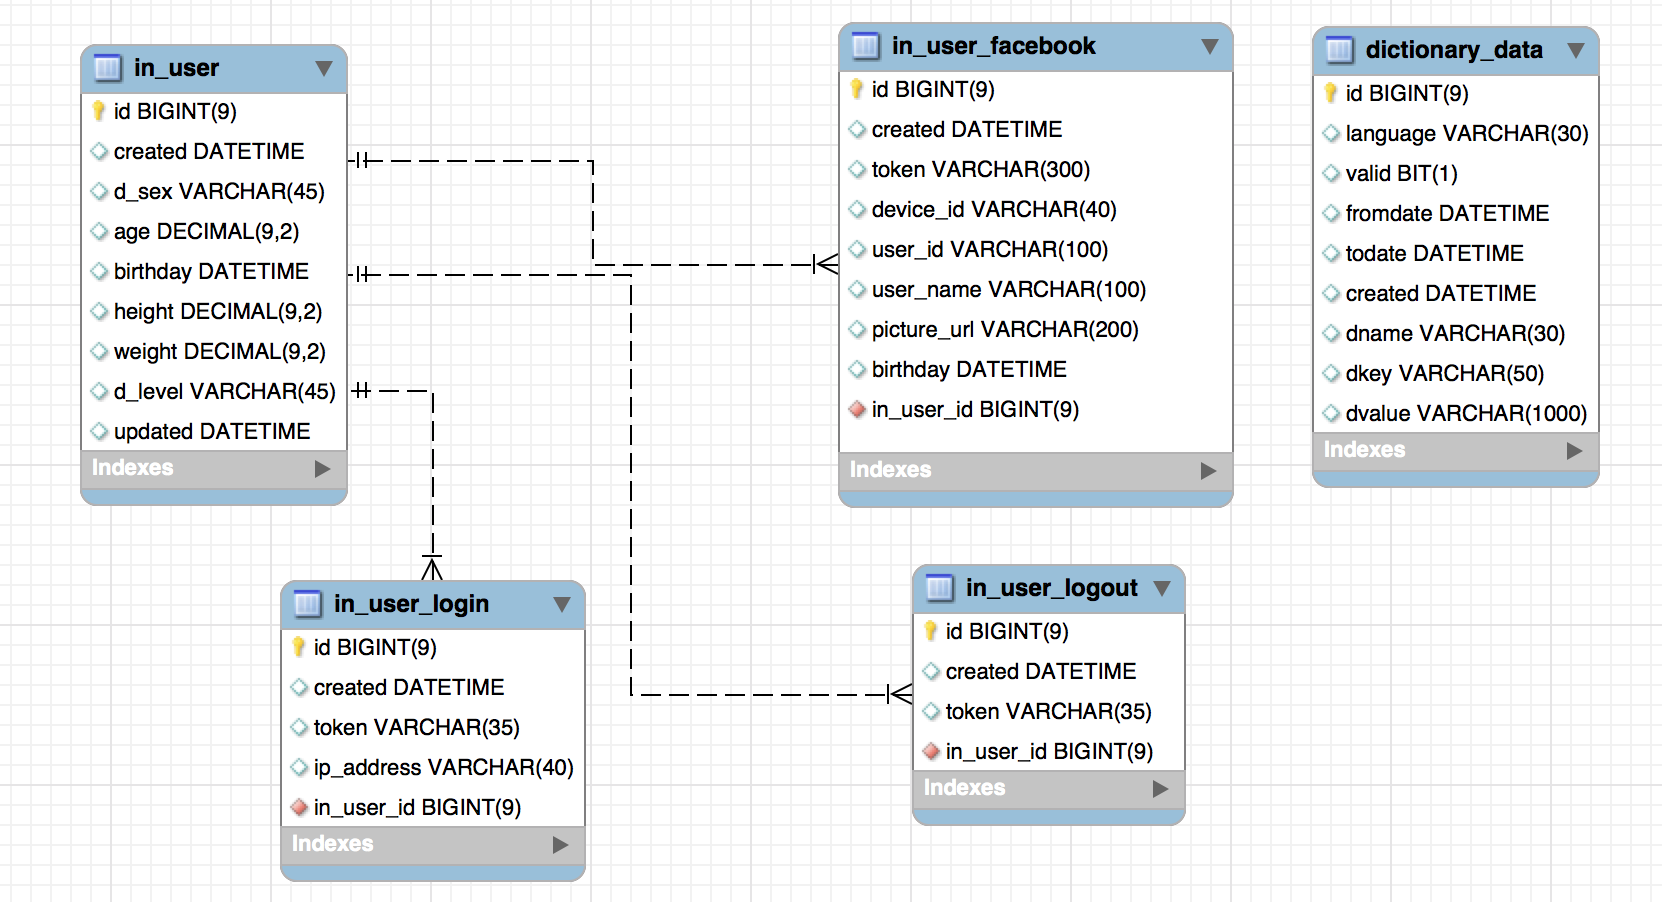 in_user
id BIGINT(9)
created DATETIME
d_sex VARCHAR(45)
age DECIMAL(9,2)
birthday DATETIME
height DECIMAL(9,2)
weight DECIMAL(9,2)
d_level VARCHAR(45)
updated DATETIME
Indexes
in_user_facebook
id BIGINT(9)
created DATETIME
token VARCHAR(300)
device_id VARCHAR(40)
user_id VARCHAR(100)
user_name VARCHAR(100)
picture_url VARCHAR(200)
birthday DATETIME
in_user_id BIGINT(9)
Indexes
dictionary_data
id BIGINT(9)
language VARCHAR(30)
valid BIT(1)
fromdate DATETIME
todate DATETIME
created DATETIME
dname VARCHAR(30)
dkey VARCHAR(50)
dvalue VARCHAR(1000)
Indexes
in_user_login
id BIGINT(9)
created DATETIME
token VARCHAR(35)
ip_address VARCHAR(40)
in_user_id BIGINT(9)
Indexes
in_user_logout
id BIGINT(9)
created DATETIME
token VARCHAR(35)
in_user_id BIGINT(9)
Indexes